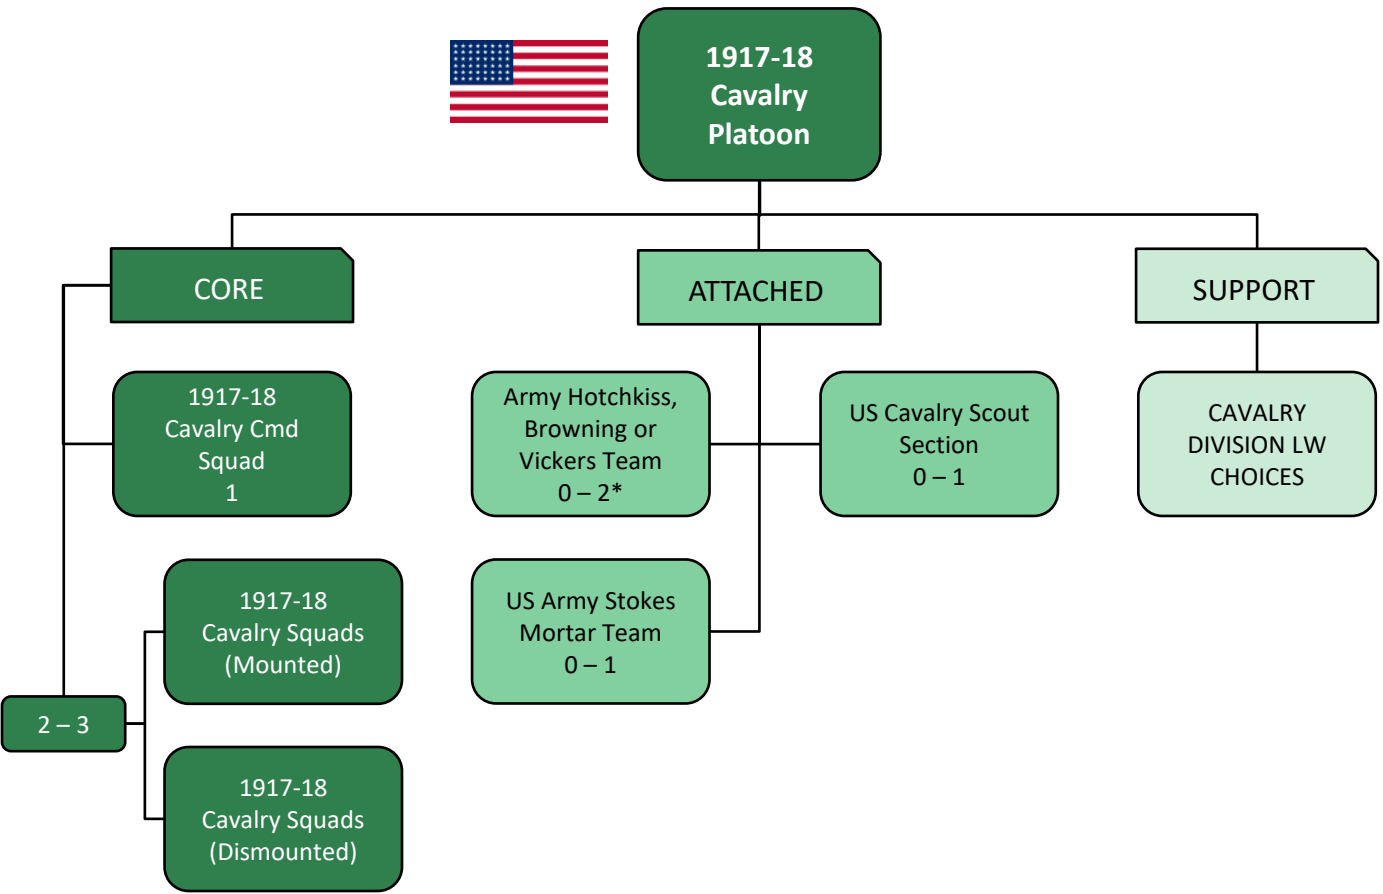 1917-18
Cavalry
Platoon
CORE
ATTACHED
SUPPORT
1917-18
Cavalry Cmd
Squad
1
Army Hotchkiss,
Browning or
Vickers Team
0 – 2*
US Cavalry Scout
Section
0 – 1
CAVALRY
DIVISION LW
CHOICES
1917-18
Cavalry Squads
(Mounted)
US Army Stokes
Mortar Team
0 – 1
2 – 3
1917-18
Cavalry Squads
(Dismounted)